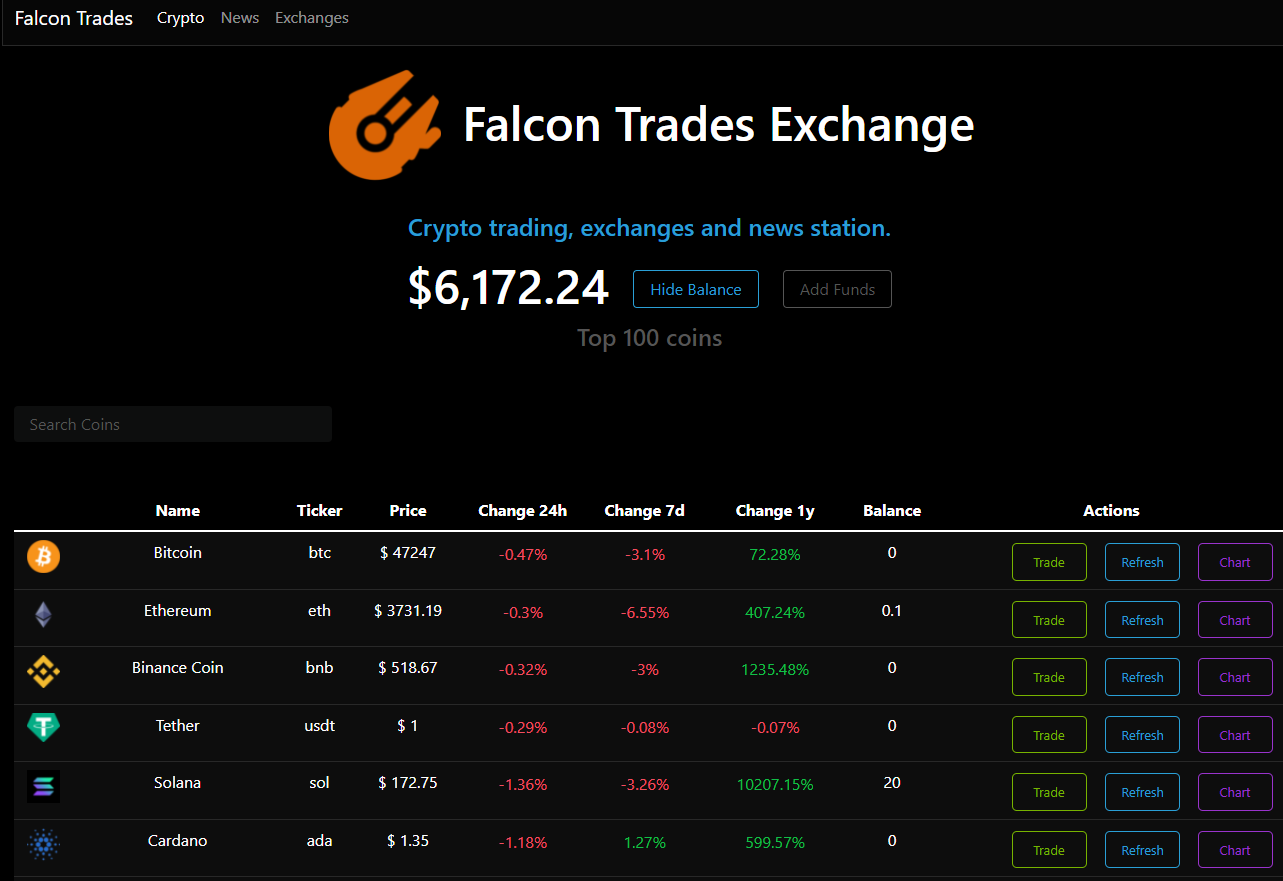 Falcon Trades Crypto News Exchanges
Falcon Trades Exchange
Crypto trading, exchanges and news station.
$6,172.24 Hide Balance Add Funds
Top 100 coins
Search Coins
Name Ticker Price Change 24h Change 7d Change 1y Balance Actions
Bitcoin btc $ 47247 -0.47% -3.1% 72.28% 0 Trade Refresh Chart
Ethereum eth $ 3731.19 -0.3% -6.55% 407.24% 0.1 Trade Refresh Chart
Binance Coin bnb $ 518.67 -0.32% -3% 1235.48% 0 Trade Refresh Chart
Tether usdt $ 1 -0.29% -0.08% -0.07% 0 Trade Refresh Chart
Solana sol $ 172.75 -1.36% -3.26% 10207.15% 20 Trade Refresh Chart
Cardano ada $ 1.35 -1.18% 1.27% 599.57% 0 Trade Refresh Chart